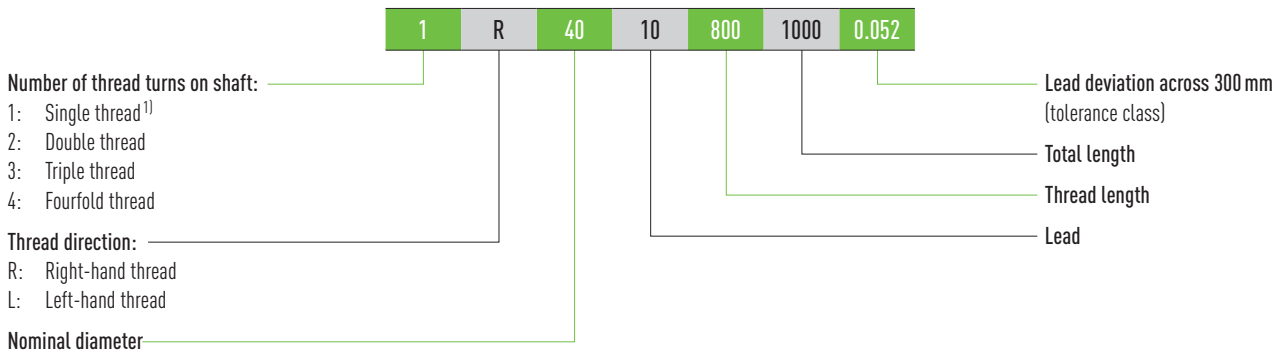 1 R 40 10 800 1000 0.052
Number of thread turns on shaft:
1: Single thread1)
2: Double thread
3: Triple thread
4: Fourfold thread
Thread direction:
R: Right-hand thread
L: Left-hand thread
Nominal diameter
Lead deviation across 300 mm
(tolerance class)
Total length
Thread length
Lead